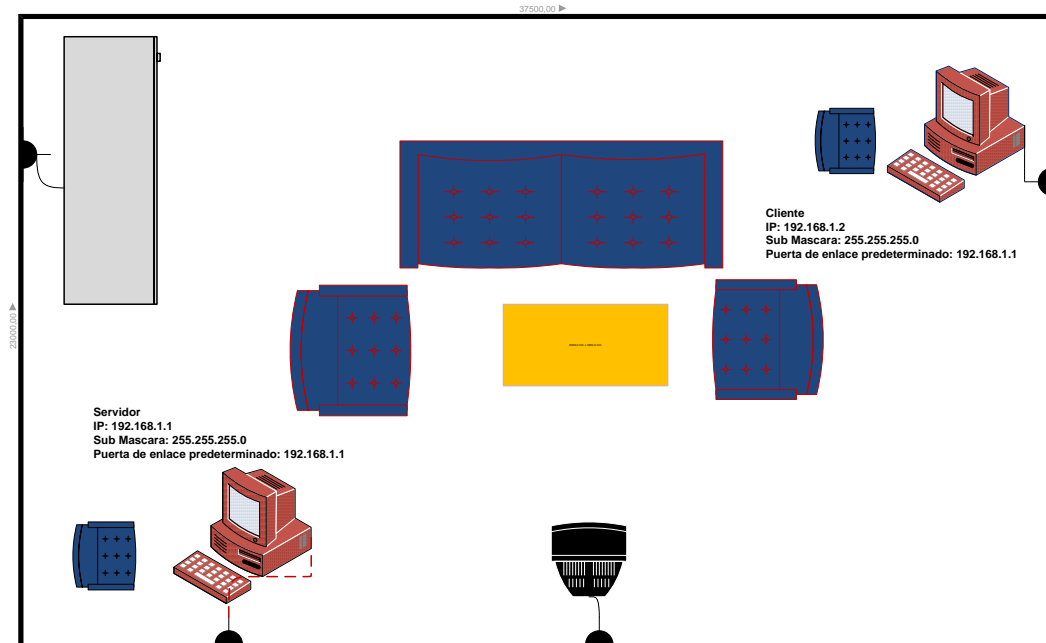 37500,00
Cliente
IP: 192.168.1.2
Sub Mascara: 255.255.255.0
Puerta de enlace predeterminado: 192.168.1.1
23000,00
Servidor
IP: 192.168.1.1
Sub Mascara: 255.255.255.0
Puerta de enlace predeterminado: 192.168.1.1